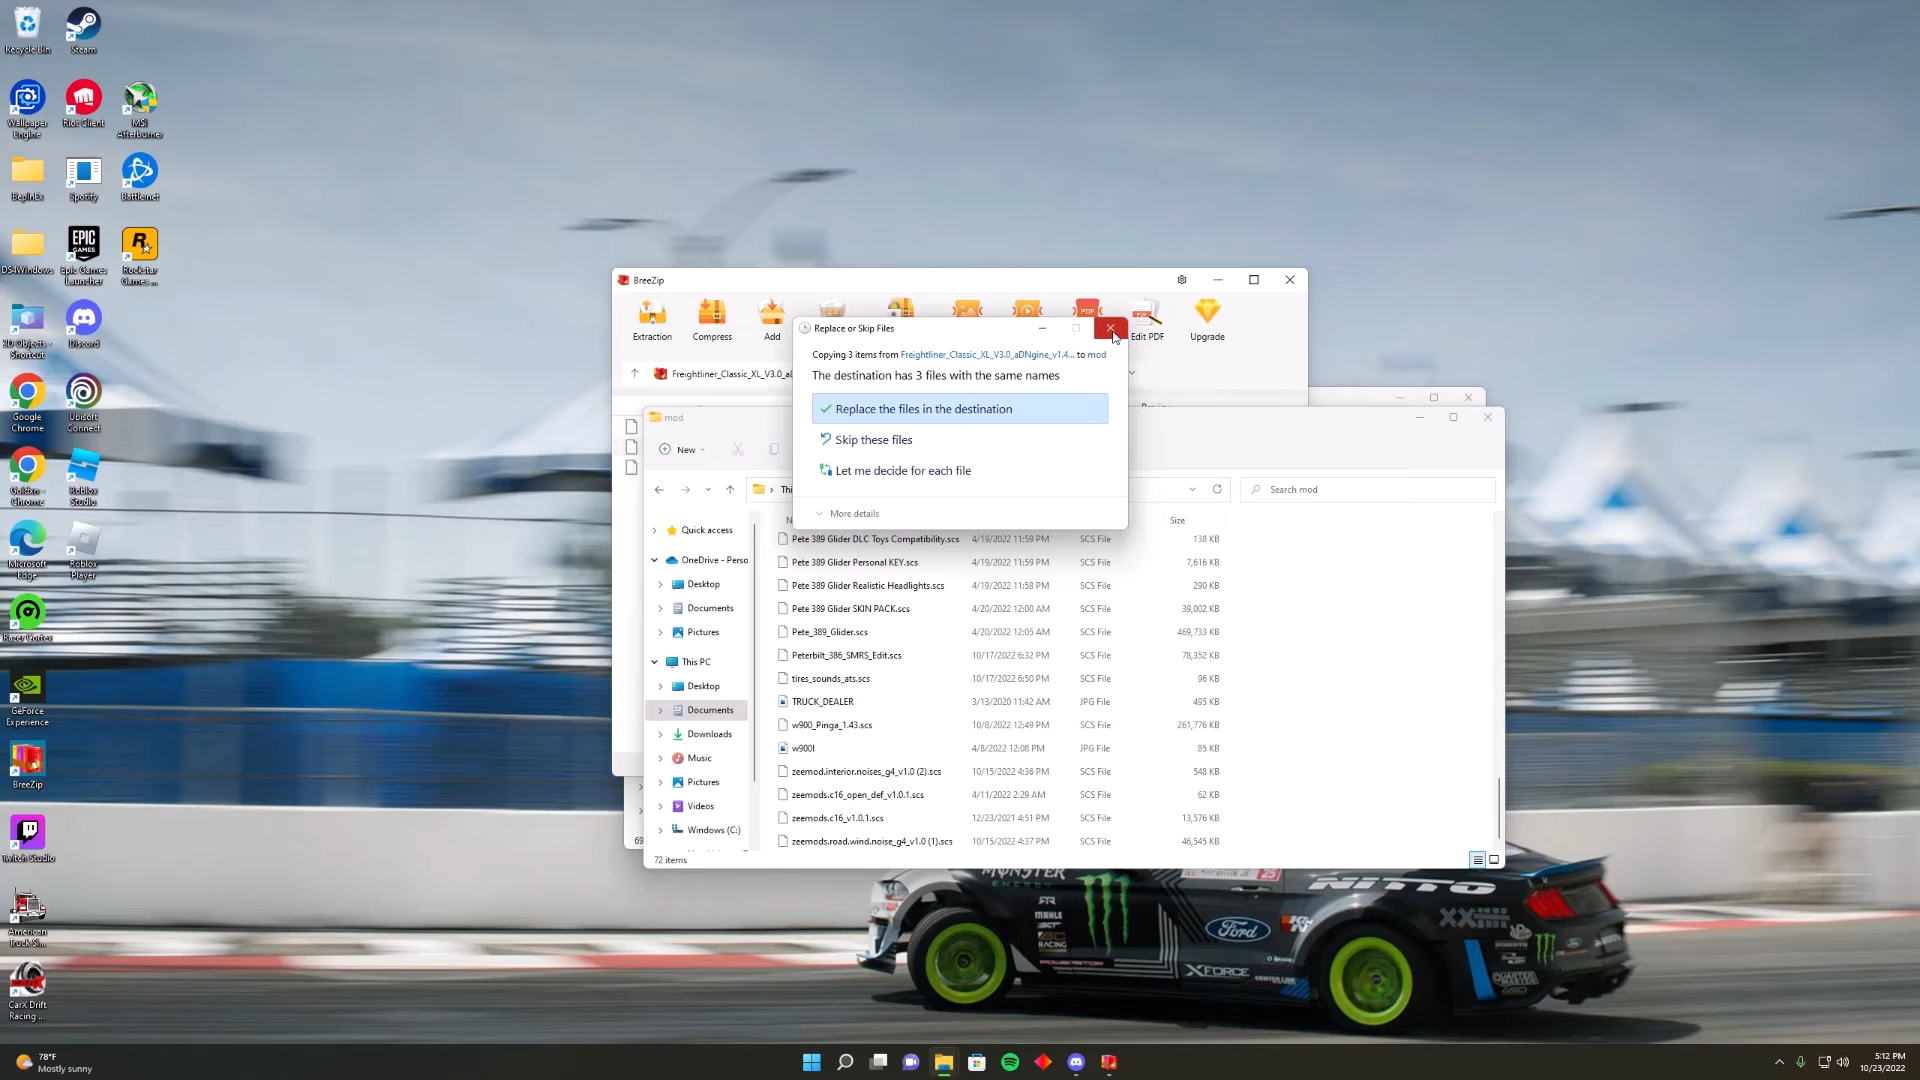 Recycle Bin
Steam
Wallpaper Engine
Riot Client
MSI Afterburner
BepInEx
Spotify
Battle.net
DS4Windows
Epic Games Launcher
Rockstar Games ...
3D Objects - Shortcut
Discord
Google Chrome
Ubisoft Connect
Chrome
Roblox Studio
Microsoft Edge
Roblox Player
Razer Cortex
GeForce Experience
BreeZip
Twitch Studio
American Truck Si...
CarX Drift Racing ...
BreeZip
Extraction
Compress
Add
Edit PDF
Upgrade
Freightliner_Classic_XL_V3.0_aD
Replace or Skip Files
Copying 3 items from Freightliner_Classic_XL_V3.0_aDNgine_v1.4... to mod
The destination has 3 files with the same names
Replace the files in the destination
Skip these files
Let me decide for each file
More details
mod
New
Search mod
Size
Quick access
OneDrive - Perso
Desktop
Documents
Pictures
This PC
Desktop
Documents
Downloads
Music
Pictures
Videos
Windows (C:)
Pete 389 Glider DLC Toys Compatibility.scs 4/19/2022 11:59 PM SCS File 138 KB
Pete 389 Glider Personal KEY.scs 4/19/2022 11:59 PM SCS File 7,616 KB
Pete 389 Glider Realistic Headlights.scs 4/19/2022 11:58 PM SCS File 290 KB
Pete 389 Glider SKIN PACK.scs 4/20/2022 12:00 AM SCS File 39,002 KB
Pete_389_Glider.scs 4/20/2022 12:05 AM SCS File 469,733 KB
Peterbilt_386_SMRS_Edit.scs 10/17/2022 6:32 PM SCS File 78,352 KB
tires_sounds_ats.scs 10/17/2022 6:50 PM SCS File 96 KB
TRUCK_DEALER 3/13/2020 11:42 AM JPG File 495 KB
w900_Pinga_1.43.scs 10/8/2022 12:49 PM SCS File 261,776 KB
w900l 4/8/2022 12:08 PM JPG File 85 KB
zeemod.interior.noises_g4_v1.0 (2).scs 10/15/2022 4:36 PM SCS File 548 KB
zeemods.c16_open_def_v1.0.1.scs 4/11/2022 2:29 AM SCS File 62 KB
zeemods.c16_v1.0.1.scs 12/23/2021 4:51 PM SCS File 13,576 KB
zeemods.road.wind.noise_g4_v1.0 (1).scs 10/15/2022 4:37 PM SCS File 46,545 KB
72 items
MONSTER ENERGY
NITTO
Ford
XFORCE
78°F
Mostly sunny
5:12 PM
10/23/2022